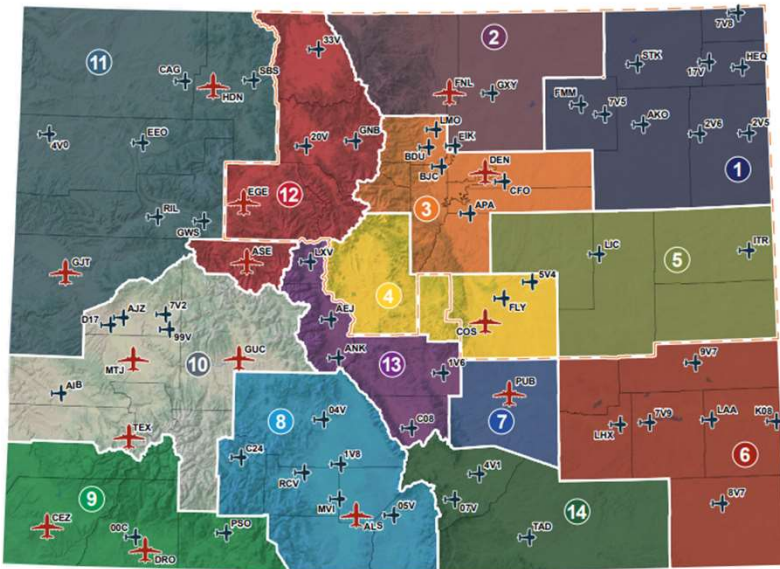 7V8
2
33V
11
STK
17V
HEQ
CAG
SBS
HDN
FNL
GXY
FMM
7V5
AKO
2V6
2V5
4V0
EEO
20V
GNB
LMO
EIK
BDU
BJC
DEN
CFO
1
EGE
12
3
APA
RIL
GWS
GJT
ASE
LXV
LIC
ITR
5
4
5V4
FLY
COS
D17
AJZ
7V2
99V
AEJ
10
MTJ
GUC
ANK
13
1V6
9V7
AIB
PUB
7
8
04V
C08
LHX
7V9
LAA
K08
TEX
6
C24
1V8
RCV
4V1
9
MVI
05V
07V
8V7
ALS
CEZ
00C
PSO
DRO
TAD
14